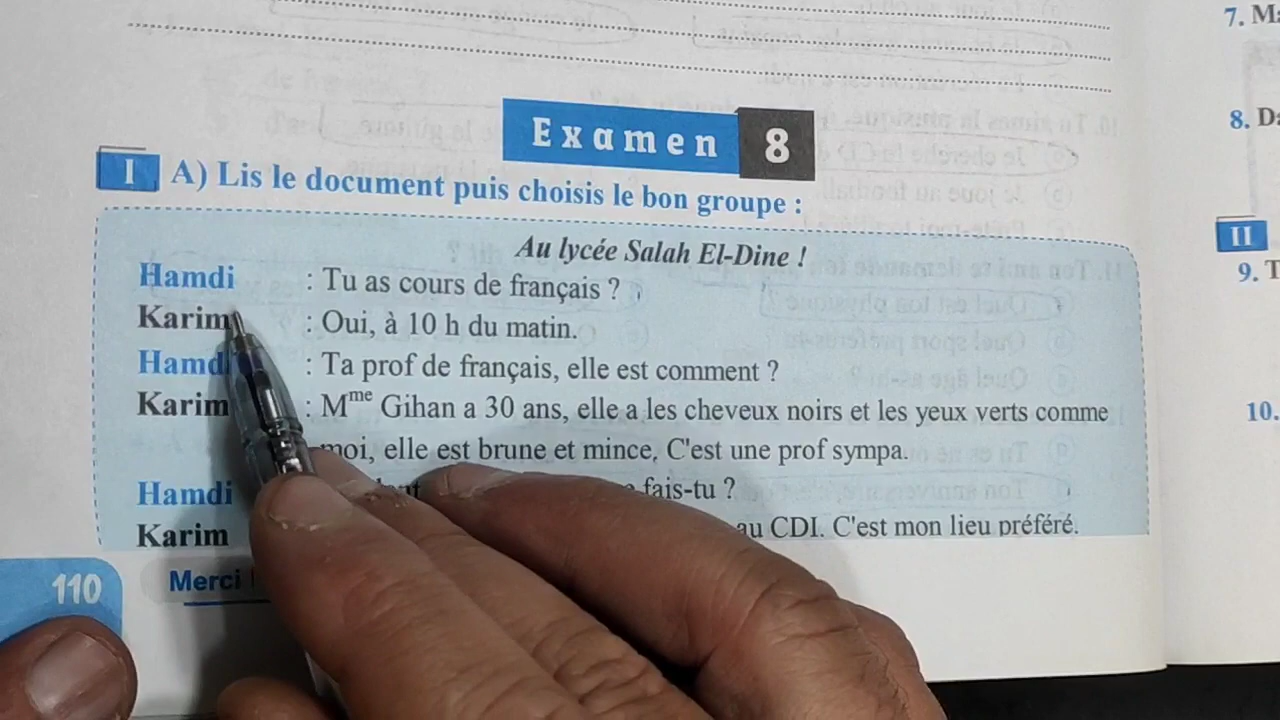 Examen 8
I A) Lis le document puis choisis le bon groupe :
Au lycée Salah El-Dine !
Hamdi : Tu as cours de français ?
Karim : Oui, à 10 h du matin.
Hamdi : Ta prof de français, elle est comment ?
Karim : Mme Gihan a 30 ans, elle a les cheveux noirs et les yeux verts comme
moi, elle est brune et mince, C'est une prof sympa.
Hamdi fais-tu ?
Karim au CDI. C'est mon lieu préféré.
110
Merci
7.
8.
II
9.
10.